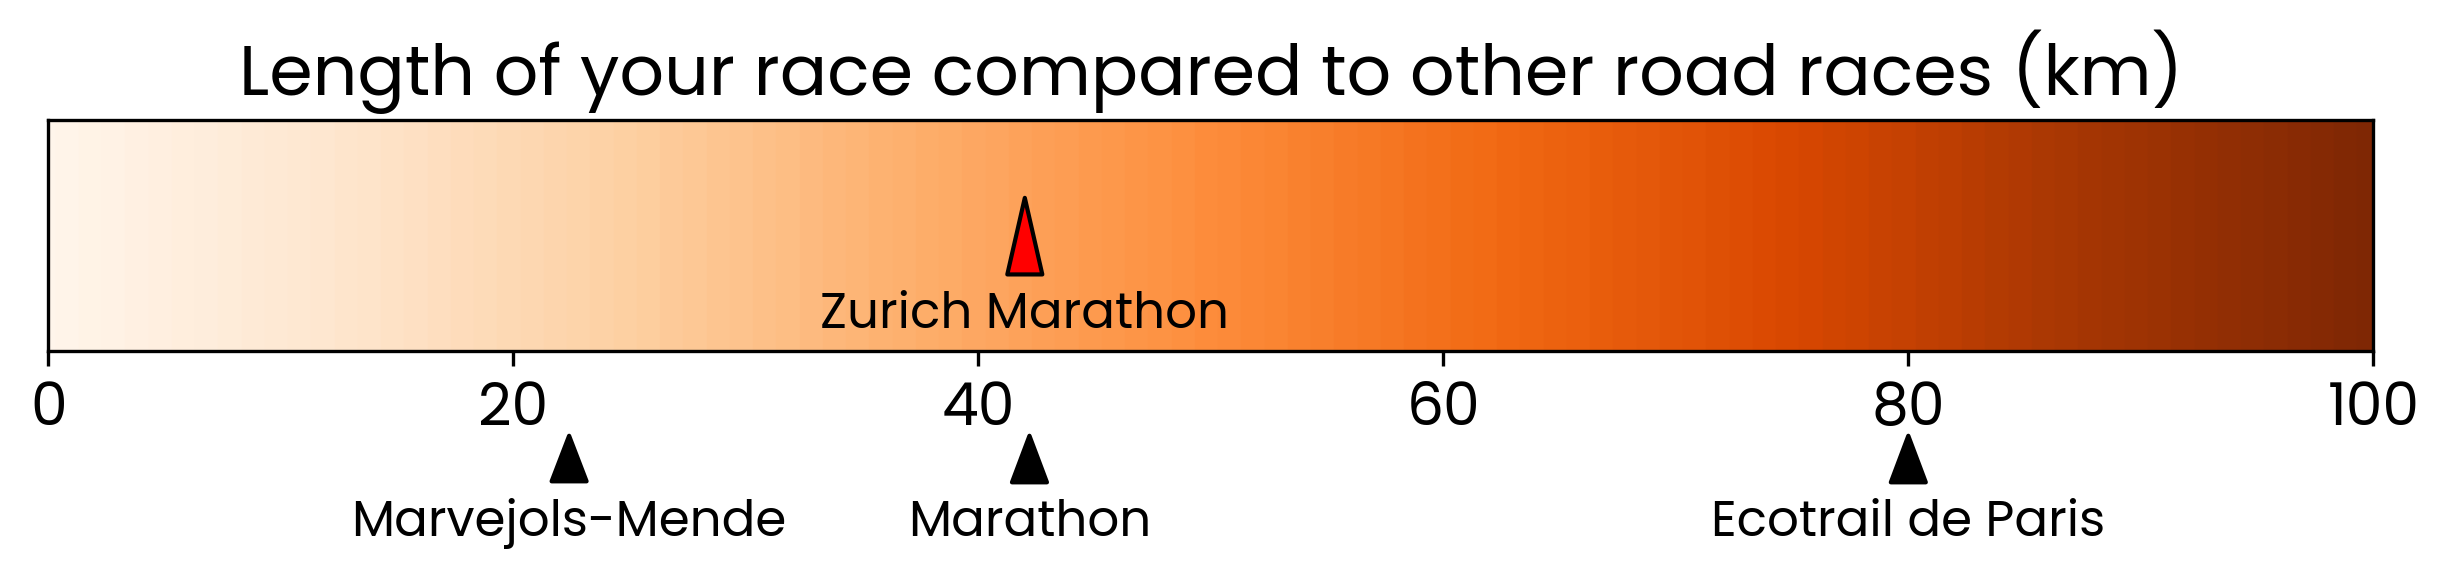 Length of your race compared to other road races (km)
Zurich Marathon
0 20 40 60 80 100
Marvejols-Mende Marathon Ecotrail de Paris